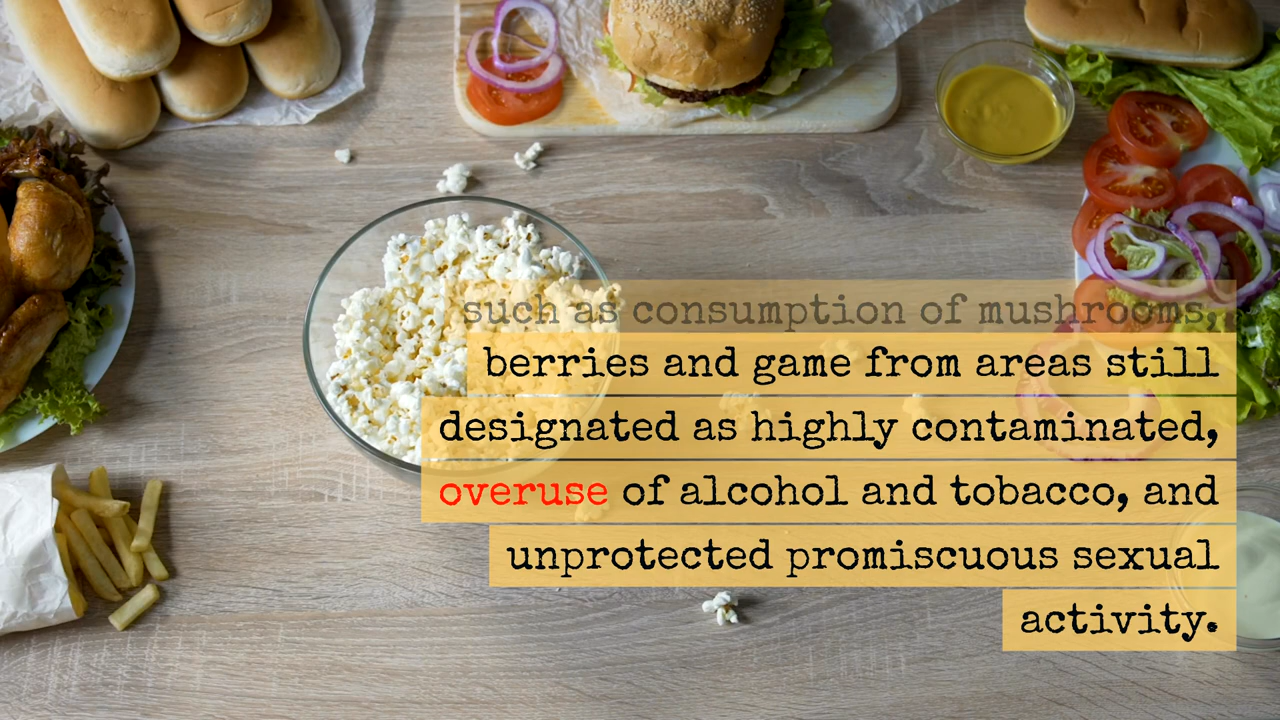 such as consumption of mushrooms,
berries and game from areas still
designated as highly contaminated,
overuse of alcohol and tobacco, and
unprotected promiscuous sexual
activity.